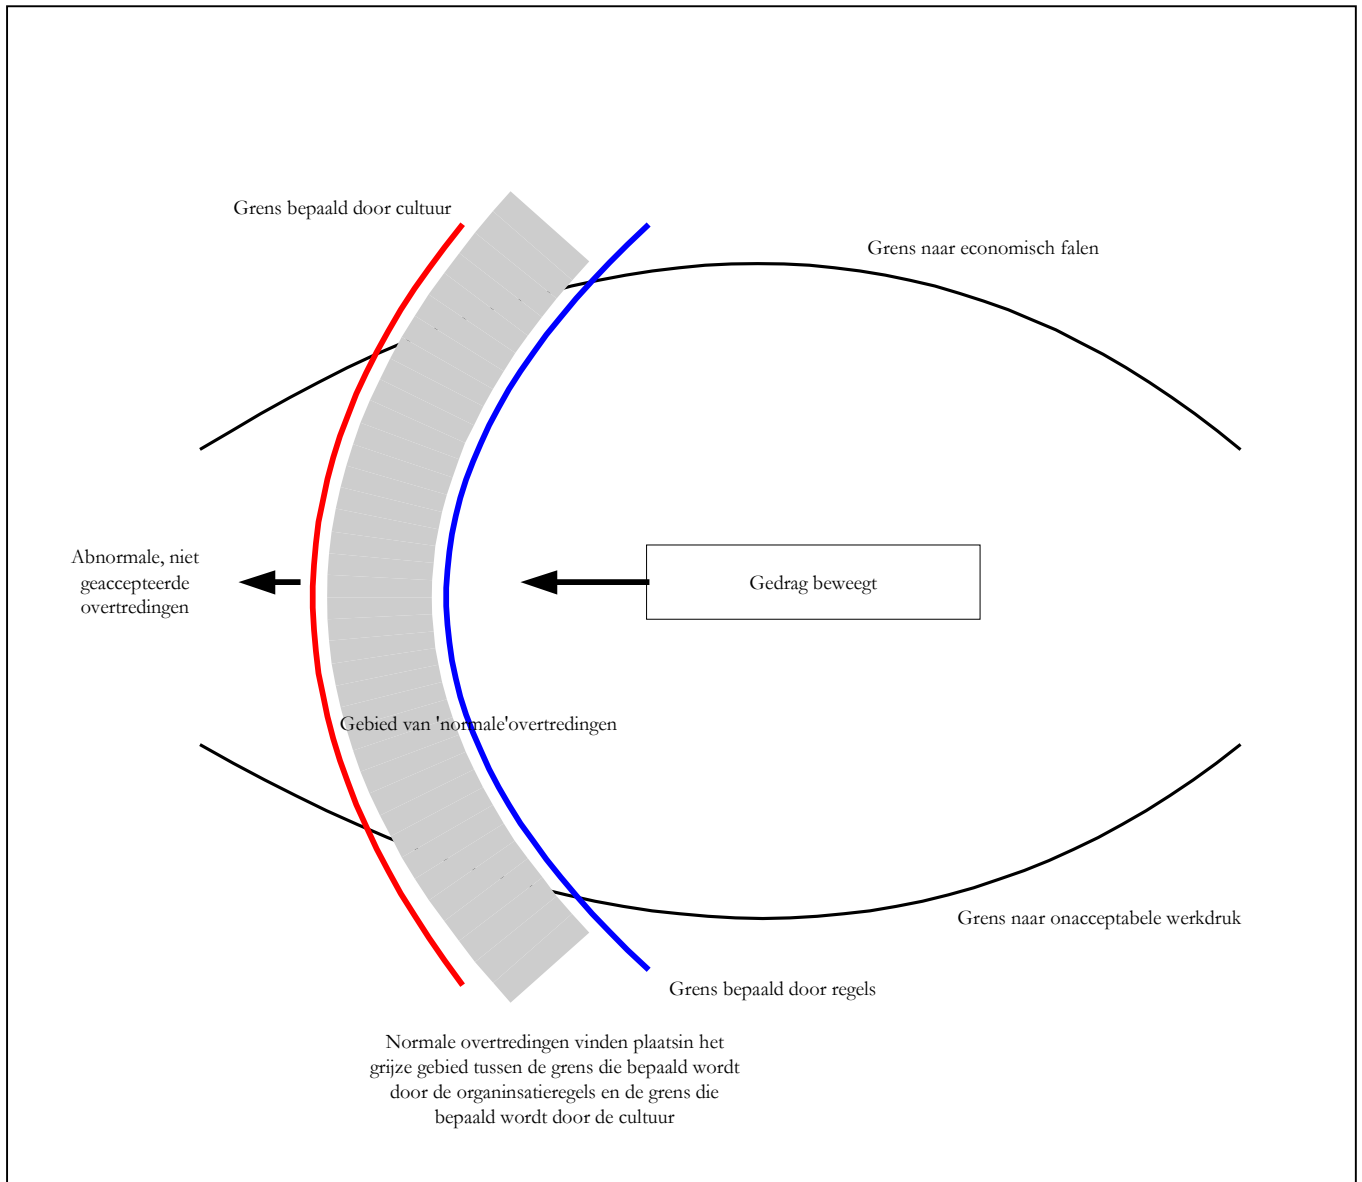 Grens bepaald door cultuur
Grens naar economisch falen
Abnormale, niet
geaccepteerde
overtredingen
Gedrag beweegt
Gebied van 'normale'overtredingen
Grens naar onacceptabele werkdruk
Grens bepaald door regels
Normale overtredingen vinden plaatsin het
grijze gebied tussen de grens die bepaald wordt
door de organinsatieregels en de grens die
bepaald wordt door de cultuur